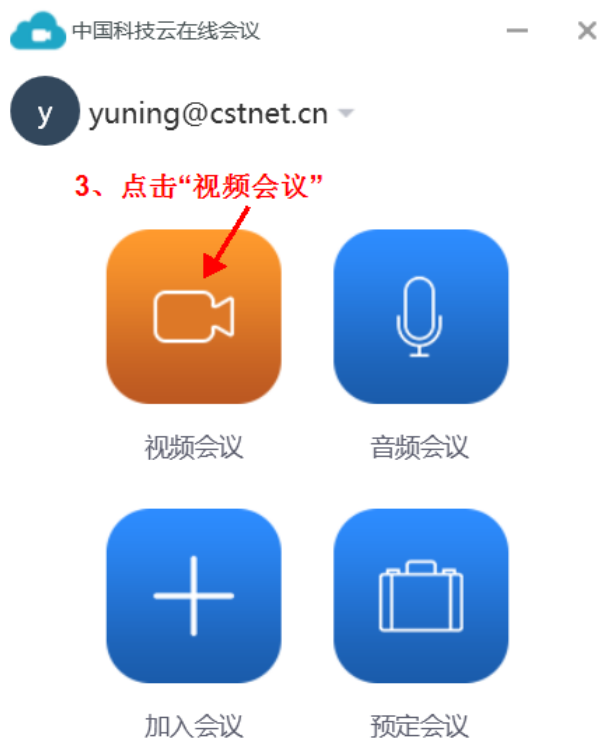 中国科技云在线会议
y yuning@cstnet.cn
3、点击“视频会议”
视频会议 音频会议
加入会议 预定会议